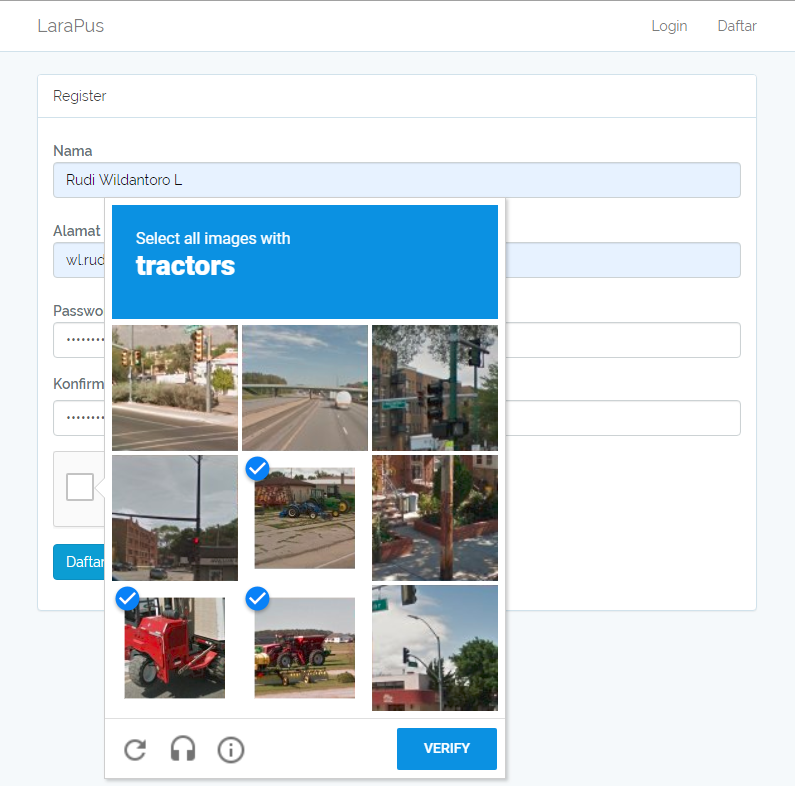 LaraPus
Login
Daftar
Register
Nama
Rudi Wildantoro L
Alamat
wl.rud
Passwo
Konfirm
Daftar
Select all images with
tractors
VERIFY